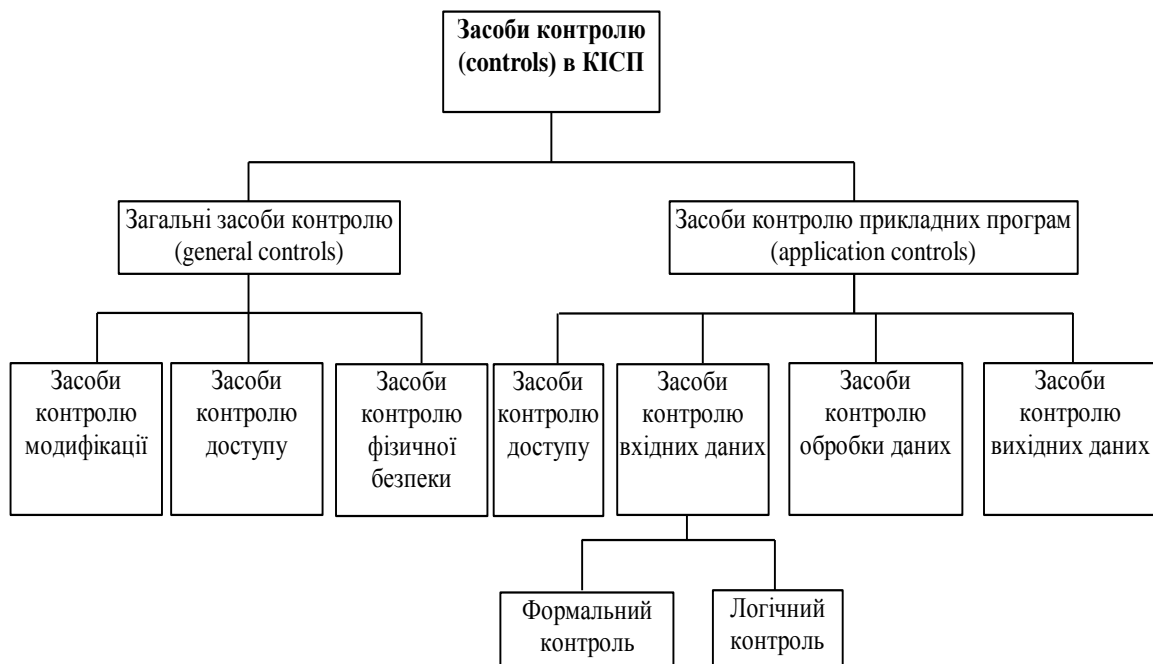 Засоби контролю
(controls) в КІСП
Загальні засоби контролю
(general controls)
Засоби контролю прикладних програм
(application controls)
Засоби
контролю
модифікації
Засоби
контролю
доступу
Засоби
контролю
фізичної
безпеки
Засоби
контролю
доступу
Засоби
контролю
вхідних даних
Засоби
контролю
обробки даних
Засоби
контролю
вихідних даних
Формальний
контроль
Логічний
контроль